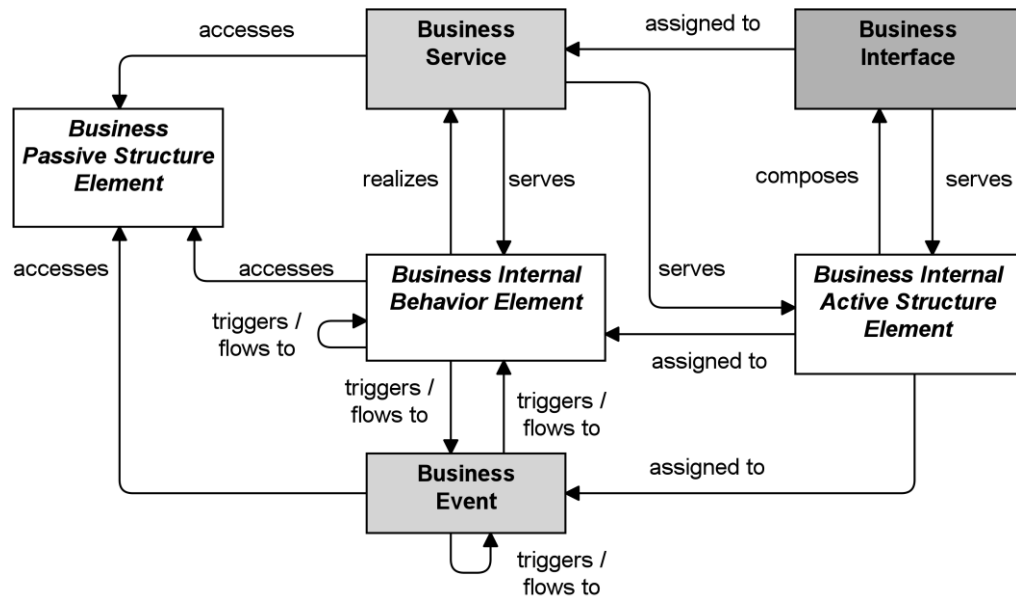 accesses
Business
Service
assigned to
Business
Interface
Business
Passive Structure
Element
realizes
serves
composes
serves
accesses
accesses
Business Internal
Behavior Element
serves
Business Internal
Active Structure
Element
triggers /
flows to
assigned to
triggers /
flows to
triggers /
flows to
Business
Event
assigned to
triggers /
flows to